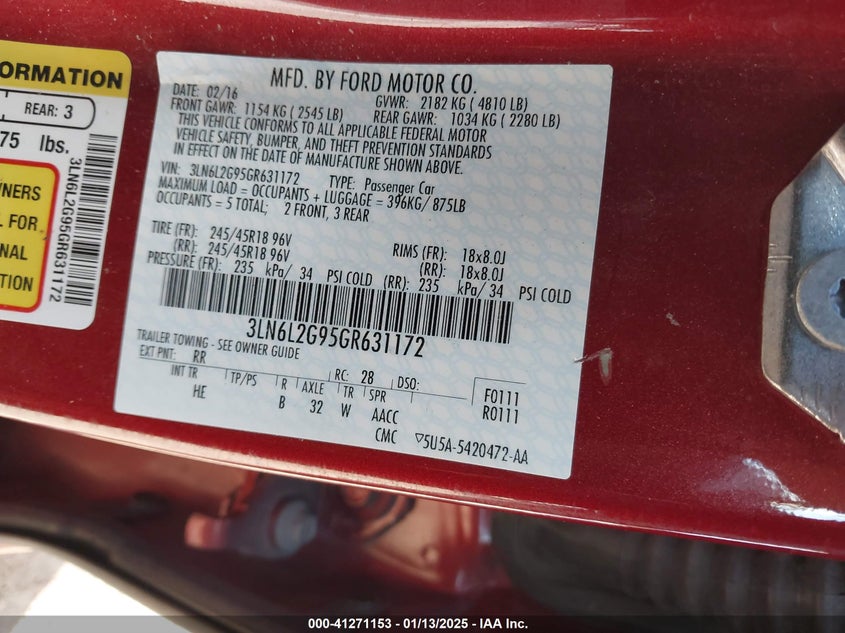 ORMATION
REAR: 3
75 lbs.
WNERS
L FOR
ONAL
TION
3LN6L2G95GR631172
MFD. BY FORD MOTOR CO.
DATE: 02/16 GVWR: 2182 KG ( 4810 LB)
FRONT GAWR: 1154 KG ( 2545 LB) REAR GAWR: 1034 KG ( 2280 LB)
THIS VEHICLE CONFORMS TO ALL APPLICABLE FEDERAL MOTOR
VEHICLE SAFETY, BUMPER, AND THEFT PREVENTION STANDARDS
IN EFFECT ON THE DATE OF MANUFACTURE SHOWN ABOVE.
VIN: 3LN6L2G95GR631172 TYPE: Passenger Car
MAXIMUM LOAD = OCCUPANTS + LUGGAGE = 396KG/ 875LB
OCCUPANTS = 5 TOTAL; 2 FRONT, 3 REAR
TIRE (FR): 245/45R18 96V RIMS (FR): 18x8.0J
(RR): 245/45R18 96V (RR): 18x8.0J
PRESSURE (FR): 235 kPa/ 34 PSI COLD (RR): 235 kPa/ 34 PSI COLD
3LN6L2G95GR631172
TRAILER TOWING - SEE OWNER GUIDE
EXT PNT: RR RC: 28 DSO: F0111
INT TR TP/PS R AXLE TR SPR R0111
HE B 32 W AACC
CMC ▽5U5A-5420472-AA
000-41271153 - 01/13/2025 - IAA Inc.